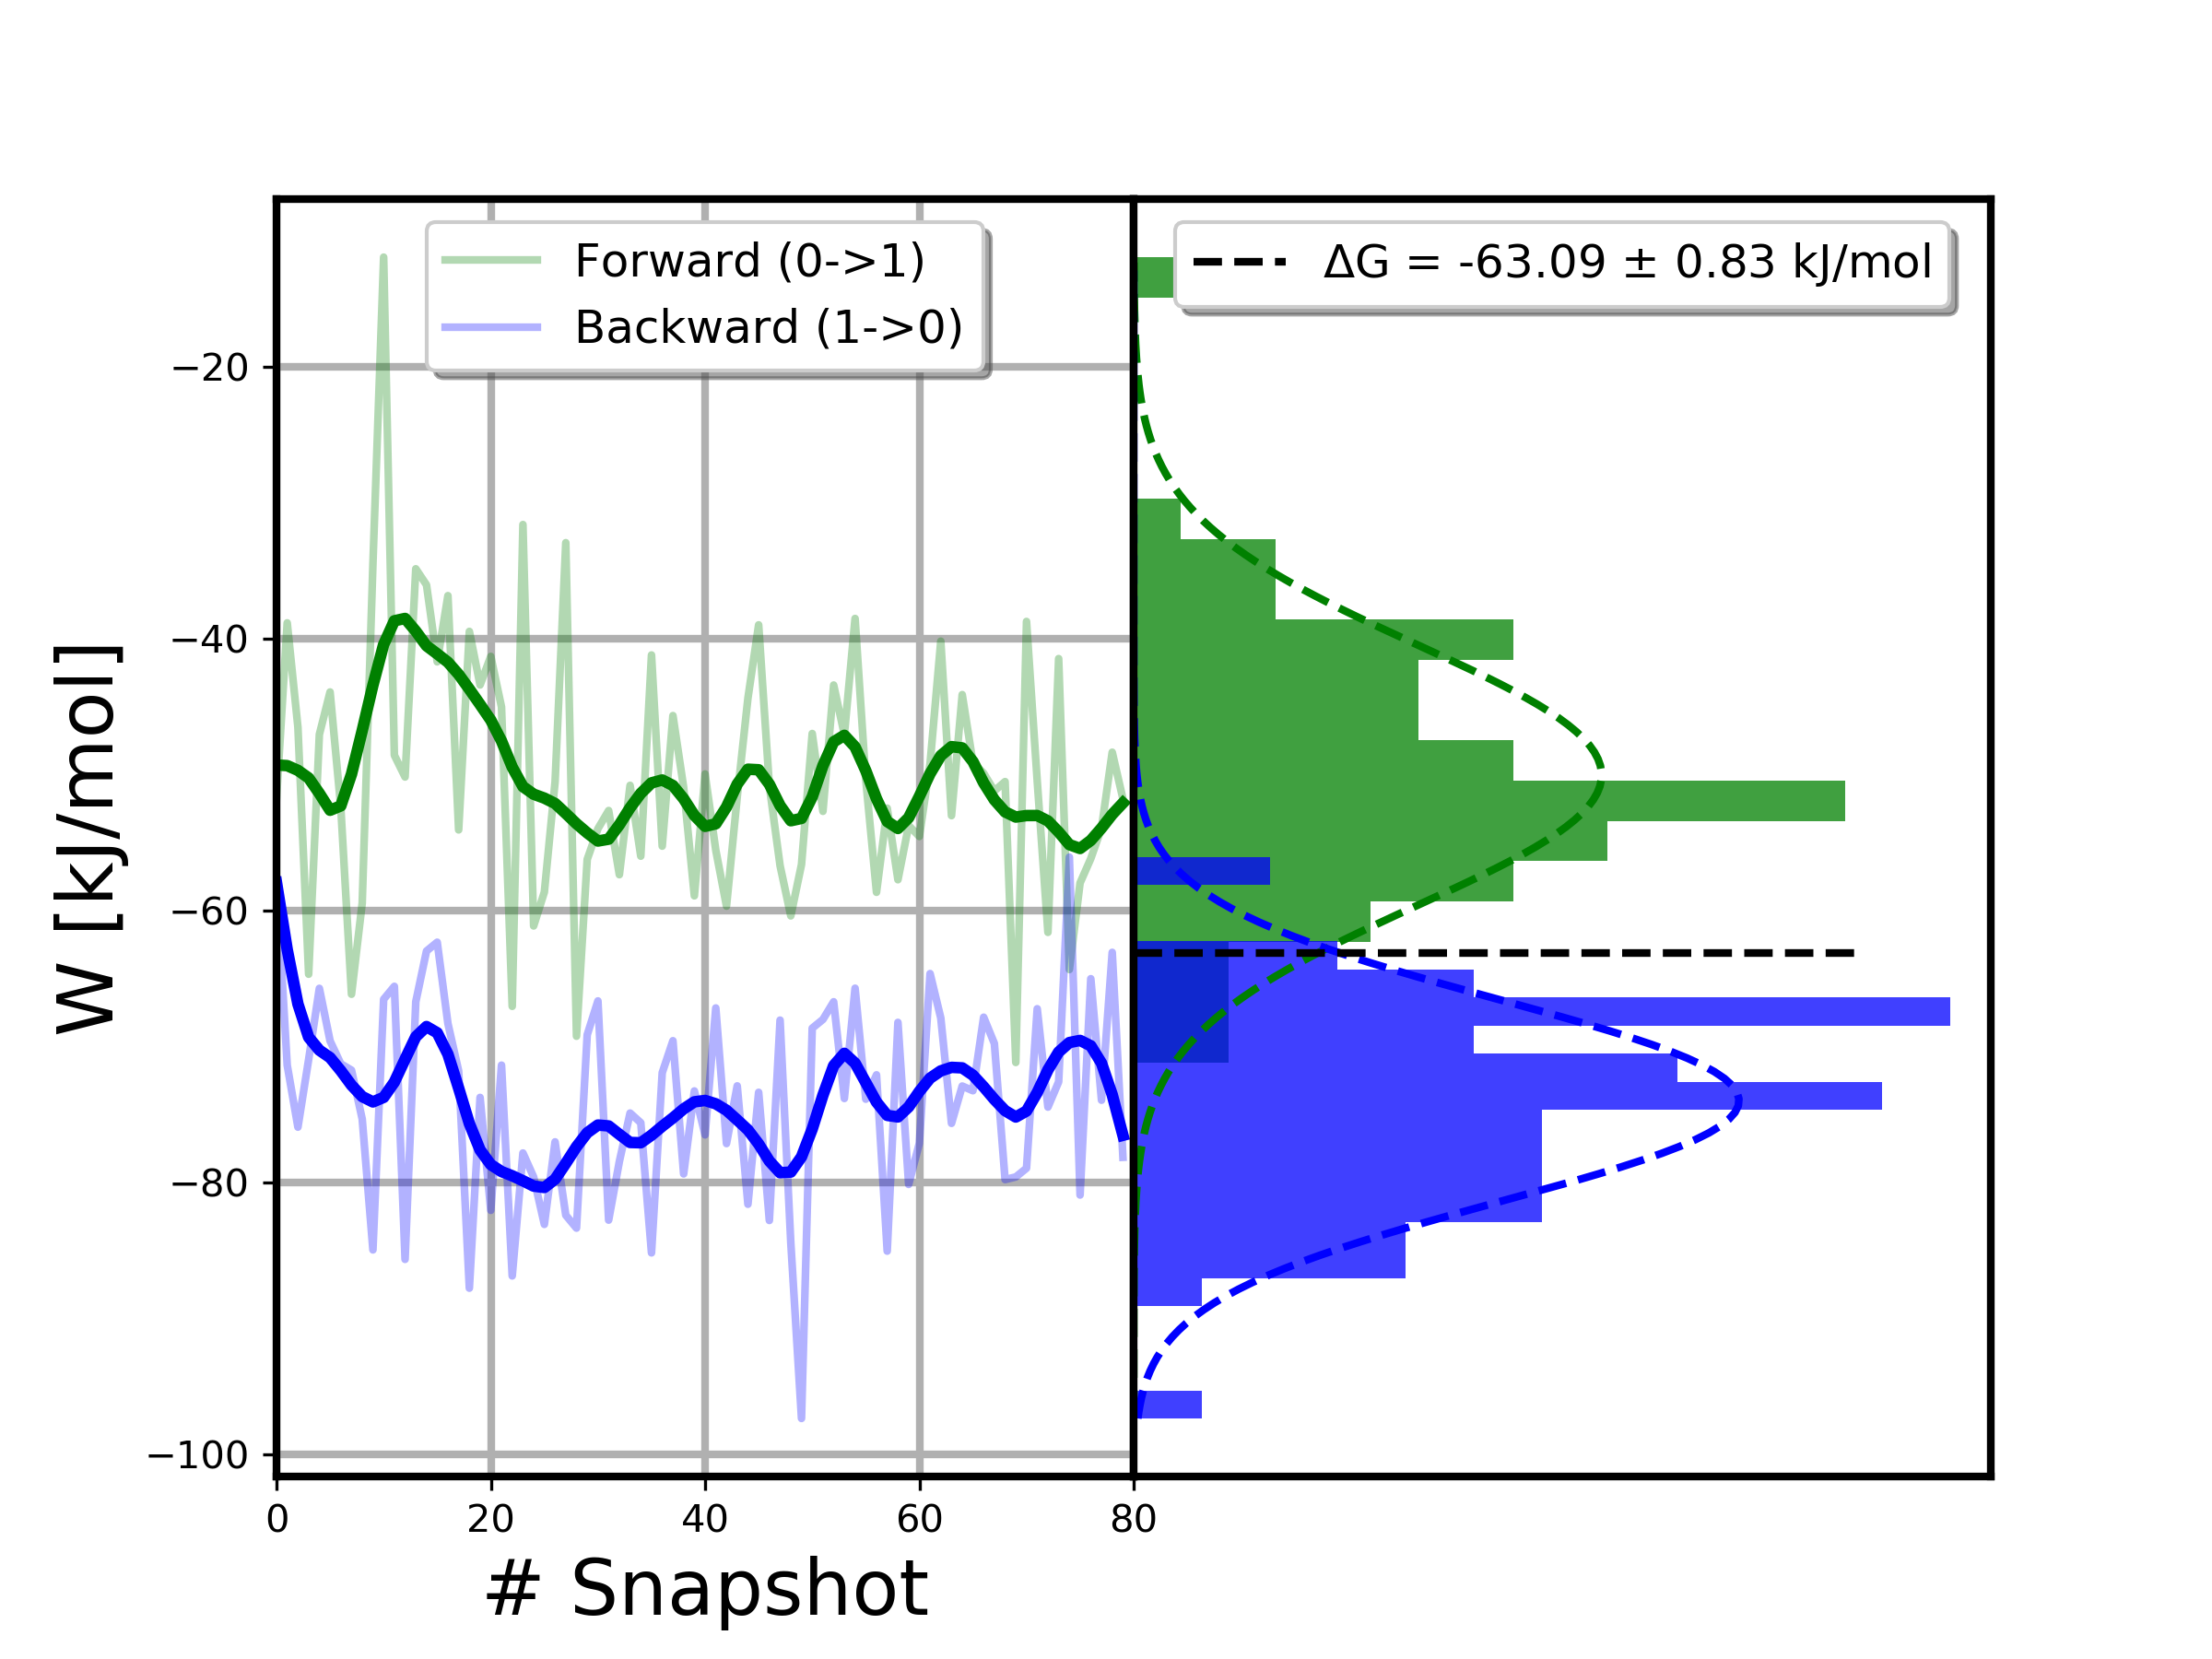 Forward (0->1)
Backward (1->0)
ΔG = -63.09 ± 0.83 kJ/mol
−20
−40
−60
−80
−100
W [kJ/mol]
0 20 40 60 80
# Snapshot